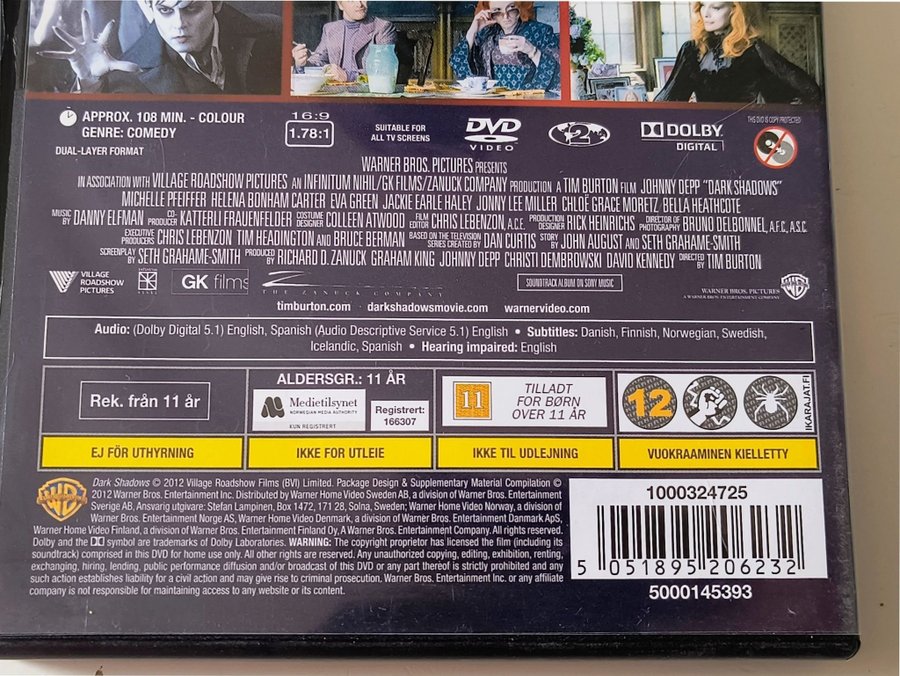 APPROX. 108 MIN. - COLOUR
GENRE: COMEDY
DUAL-LAYER FORMAT
16:9
1.78:1
SUITABLE FOR
ALL TV SCREENS
DVD
VIDEO
2
DOLBY
DIGITAL
THIS DVD IS COPY PROTECTED
WARNER BROS. PICTURES PRESENTS
IN ASSOCIATION WITH VILLAGE ROADSHOW PICTURES AN INFINITUM NIHIL/GK FILMS/ZANUCK COMPANY PRODUCTION A TIM BURTON FILM JOHNNY DEPP "DARK SHADOWS"
MICHELLE PFEIFFER HELENA BONHAM CARTER EVA GREEN JACKIE EARLE HALEY JONNY LEE MILLER CHLOË GRACE MORETZ/BELLA HEATHCOTE
MUSIC BY DANNY ELFMAN CO-PRODUCER KATTERLI FRAUENFELDER COSTUME DESIGNER COLLEEN ATWOOD FILM EDITOR CHRIS LEBENZON, A.C.E. PRODUCTION DESIGNER RICK HEINRICHS DIRECTOR OF PHOTOGRAPHY BRUNO DELBONNEL, A.F.C., A.S.C.
EXECUTIVE PRODUCERS CHRIS LEBENZON TIM HEADINGTON AND BRUCE BERMAN BASED ON THE TELEVISION SERIES CREATED BY DAN CURTIS STORY BY JOHN AUGUST AND SETH GRAHAME-SMITH
SCREENPLAY BY SETH GRAHAME-SMITH PRODUCED BY RICHARD D. ZANUCK GRAHAM KING JOHNNY DEPP CHRISTI DEMBROWSKI DAVID KENNEDY DIRECTED BY TIM BURTON
VILLAGE ROADSHOW PICTURES
GK films
THE ZANUCK COMPANY
SOUNDTRACK ALBUM ON SONY MUSIC
WARNER BROS. PICTURES
A WARNER BROS. ENTERTAINMENT COMPANY
timburton.com - darkshadowsmovie.com warnervideo.com
Audio: (Dolby Digital 5.1) English, Spanish (Audio Descriptive Service 5.1) English • Subtitles: Danish, Finnish, Norwegian, Swedish,
Icelandic, Spanish • Hearing impaired: English
Rek. från 11 år
ALDERSGR.: 11 ÅR
Medietilsynet
NORWEGIAN MEDIA AUTHORITY
KUN REGISTRERT
Registrert:
166307
11
TILLADT
FOR BØRN
OVER 11 ÅR
12
IKARAJAT.FI
EJ FÖR UTHYRNING
IKKE FOR UTLEIE
IKKE TIL UDLEJNING
VUOKRAAMINEN KIELLETTY
Dark Shadows © 2012 Village Roadshow Films (BVI) Limited. Package Design & Supplementary Material Compilation ©
2012 Warner Bros. Entertainment Inc. Distributed by Warner Home Video Sweden AB, a division of Warner Bros. Entertainment
Sverige AB, Ansvarig utgivare: Stefan Lampinen, Box 1472, 171 28, Solna, Sweden; Warner Home Video Norway, a division of
Warner Bros. Entertainment Norge AS, Warner Home Video Denmark, a division of Warner Bros. Entertainment Danmark ApS,
Warner Home Video Finland, a division of Warner Bros. Entertainment Finland Oy, A Warner Bros. Entertainment Company. All rights reserved.
Dolby and the DD symbol are trademarks of Dolby Laboratories. WARNING: The copyright proprietor has licensed the film (including its
soundtrack) comprised in this DVD for home use only. All other rights are reserved. Any unauthorized copying, editing, exhibition, renting,
exchanging, hiring, lending, public performance diffusion and/or broadcast of this DVD or any part thereof is strictly prohibited and any
such action establishes liability for a civil action and may give rise to criminal prosecution. Warner Bros. Entertainment Inc. or any affiliate
company is not responsible for maintaining access to any website or its content.
1000324725
5 051895 206232
5000145393